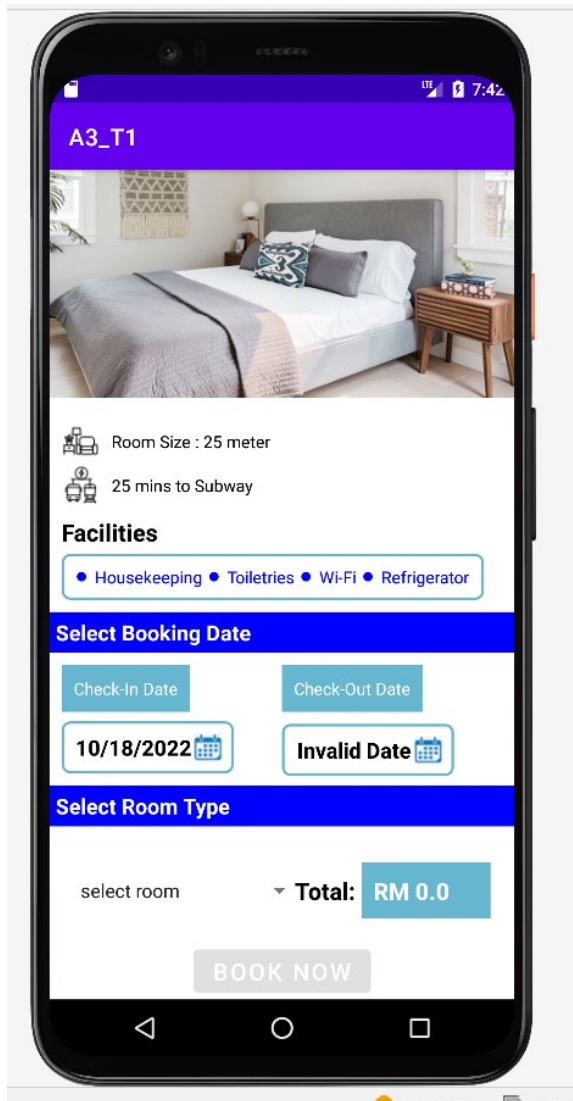 LTE 7:42
A3_T1
Room Size : 25 meter
25 mins to Subway
Facilities
● Housekeeping ● Toiletries ● Wi-Fi ● Refrigerator
Select Booking Date
Check-In Date Check-Out Date
10/18/2022 Invalid Date
Select Room Type
select room Total: RM 0.0
BOOK NOW